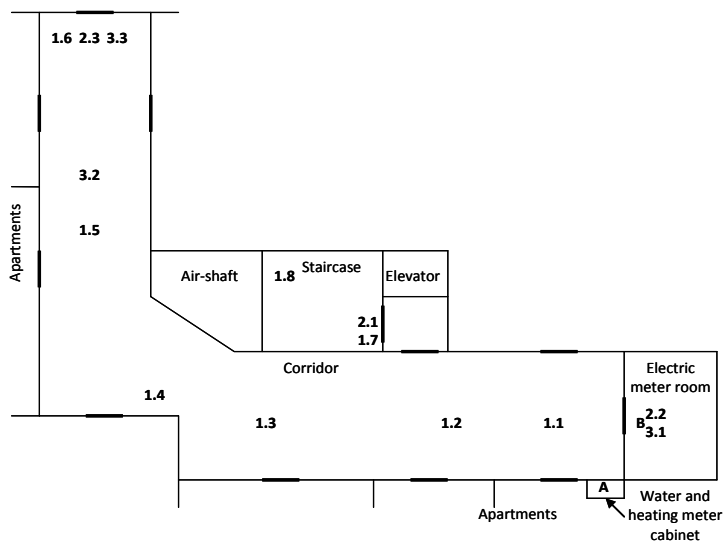 1.6 2.3 3.3
3.2
1.5
Apartments
Air-shaft
1.8 Staircase
Elevator
2.1
1.7
Corridor
Electric
meter room
1.4
1.3
1.2
1.1
B 2.2
3.1
A
Water and
heating meter
cabinet
Apartments